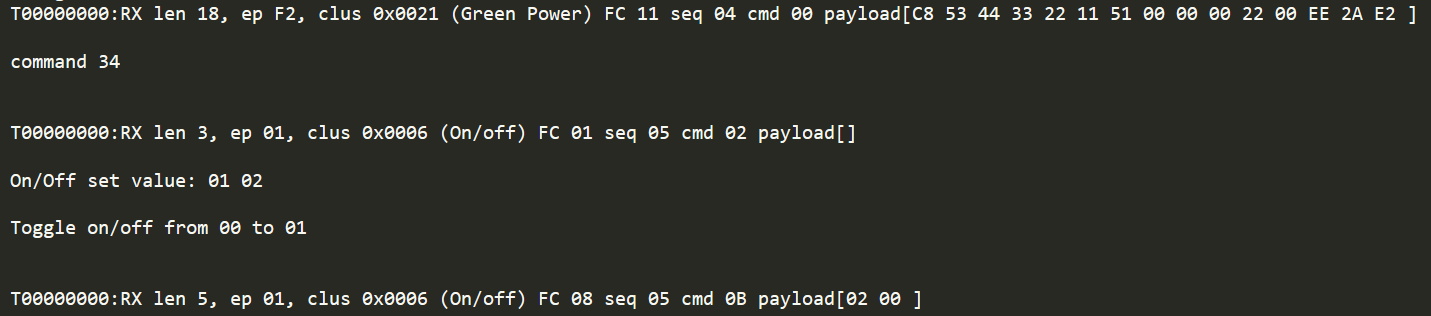 T00000000:RX len 18, ep F2, clus 0x0021 (Green Power) FC 11 seq 04 cmd 00 payload[C8 53 44 33 22 11 51 00 00 00 22 00 EE 2A E2 ]
command 34
T00000000:RX len 3, ep 01, clus 0x0006 (On/off) FC 01 seq 05 cmd 02 payload[]
On/Off set value: 01 02
Toggle on/off from 00 to 01
T00000000:RX len 5, ep 01, clus 0x0006 (On/off) FC 08 seq 05 cmd 0B payload[02 00 ]